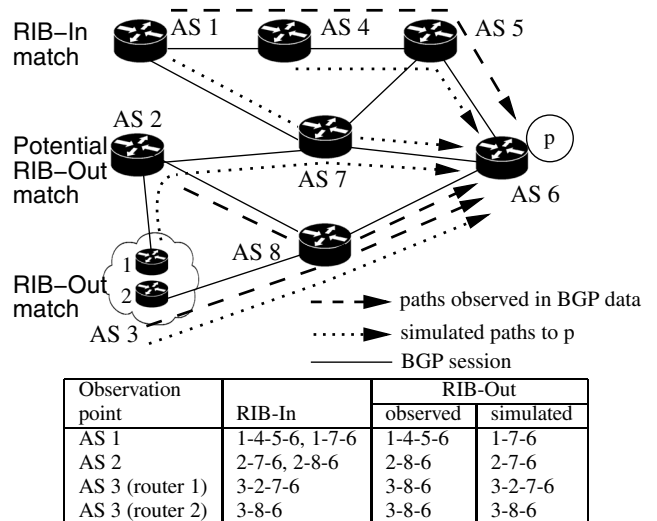 AS 1
AS 4
AS 5
RIB–In
match
AS 2
p
Potential
RIB–Out
match
AS 7
AS 6
AS 8
1
2
RIB–Out
match
AS 3
paths observed in BGP data
simulated paths to p
BGP session
Observation point | RIB-In | RIB-Out observed | RIB-Out simulated
AS 1 | 1-4-5-6, 1-7-6 | 1-4-5-6 | 1-7-6
AS 2 | 2-7-6, 2-8-6 | 2-8-6 | 2-7-6
AS 3 (router 1) | 3-2-7-6 | 3-8-6 | 3-2-7-6
AS 3 (router 2) | 3-8-6 | 3-8-6 | 3-8-6